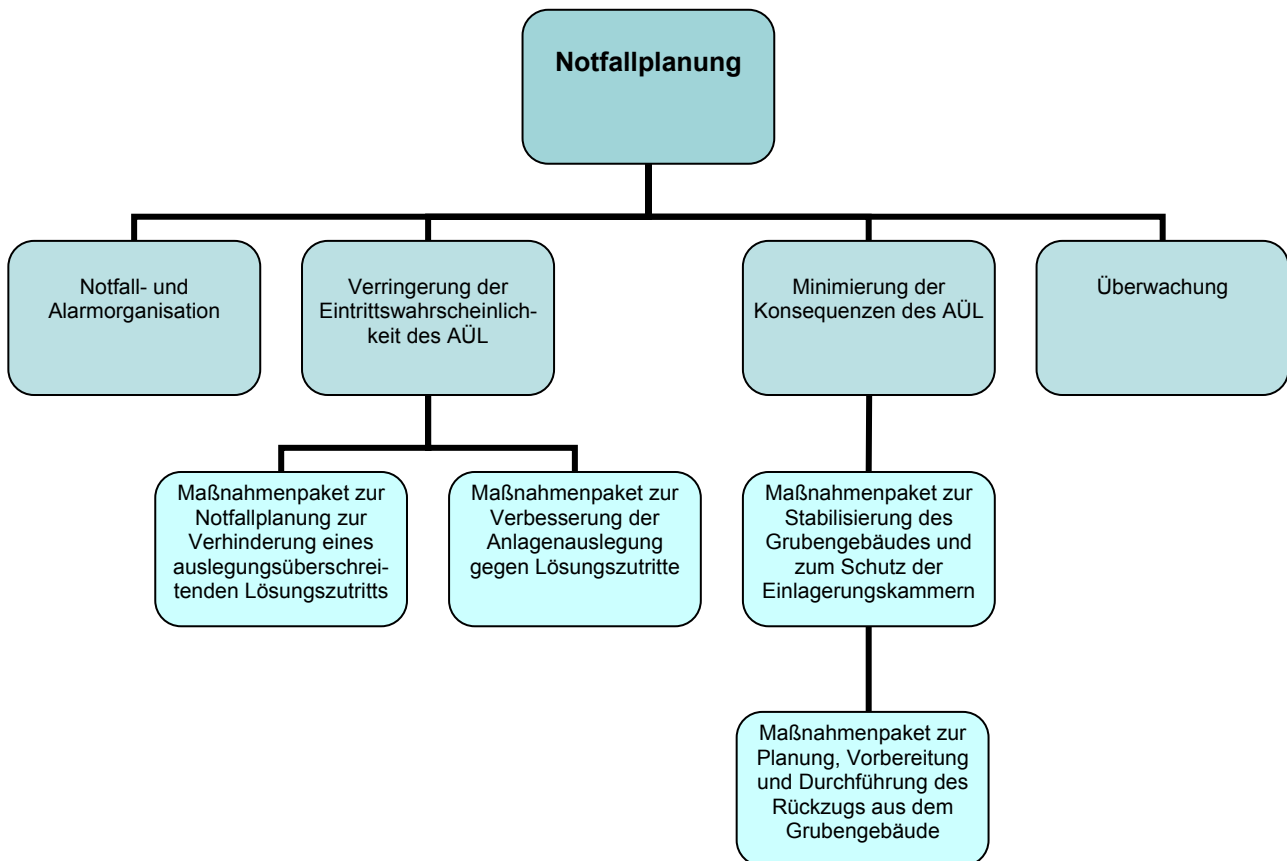 Notfallplanung
Notfall- und
Alarmorganisation
Verringerung der
Eintrittswahrscheinlich-
keit des AÜL
Minimierung der
Konsequenzen des AÜL
Überwachung
Maßnahmenpaket zur
Notfallplanung zur
Verhinderung eines
auslegungsüberschrei-
tenden Lösungszutritts
Maßnahmenpaket zur
Verbesserung der
Anlagenauslegung
gegen Lösungszutritte
Maßnahmenpaket zur
Stabilisierung des
Grubengebäudes und
zum Schutz der
Einlagerungskammern
Maßnahmenpaket zur
Planung, Vorbereitung
und Durchführung des
Rückzugs aus dem
Grubengebäude